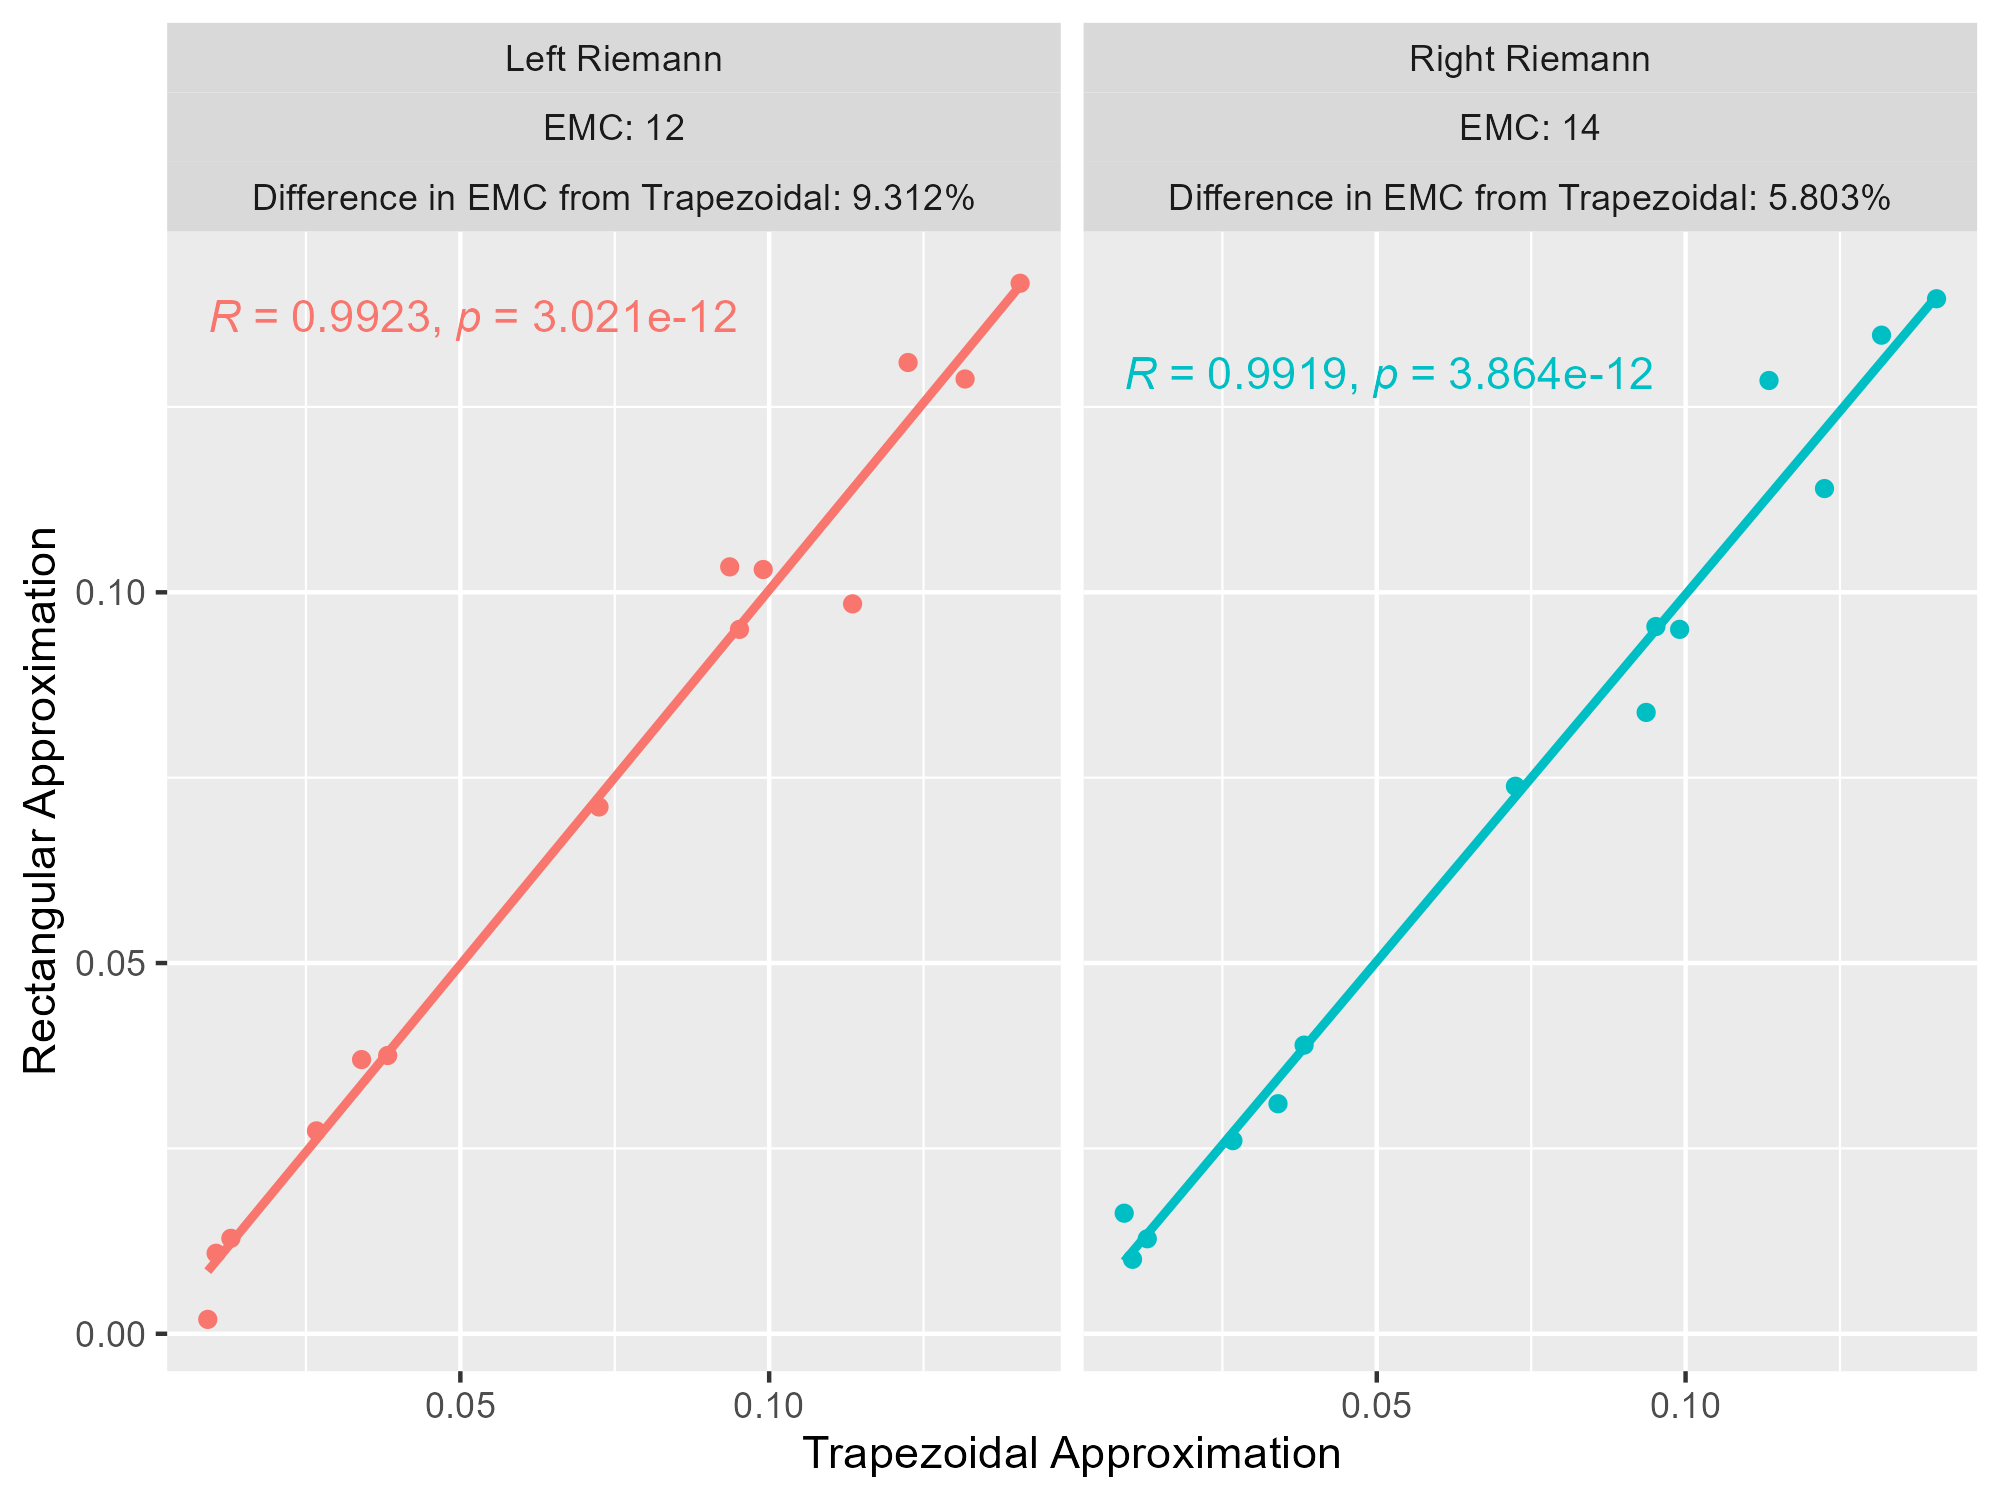 Left Riemann
EMC: 12
Difference in EMC from Trapezoidal: 9.312%
Right Riemann
EMC: 14
Difference in EMC from Trapezoidal: 5.803%
R = 0.9923, p = 3.021e-12
R = 0.9919, p = 3.864e-12
Rectangular Approximation
0.10
0.05
0.00
0.05
0.10
0.05
0.10
Trapezoidal Approximation